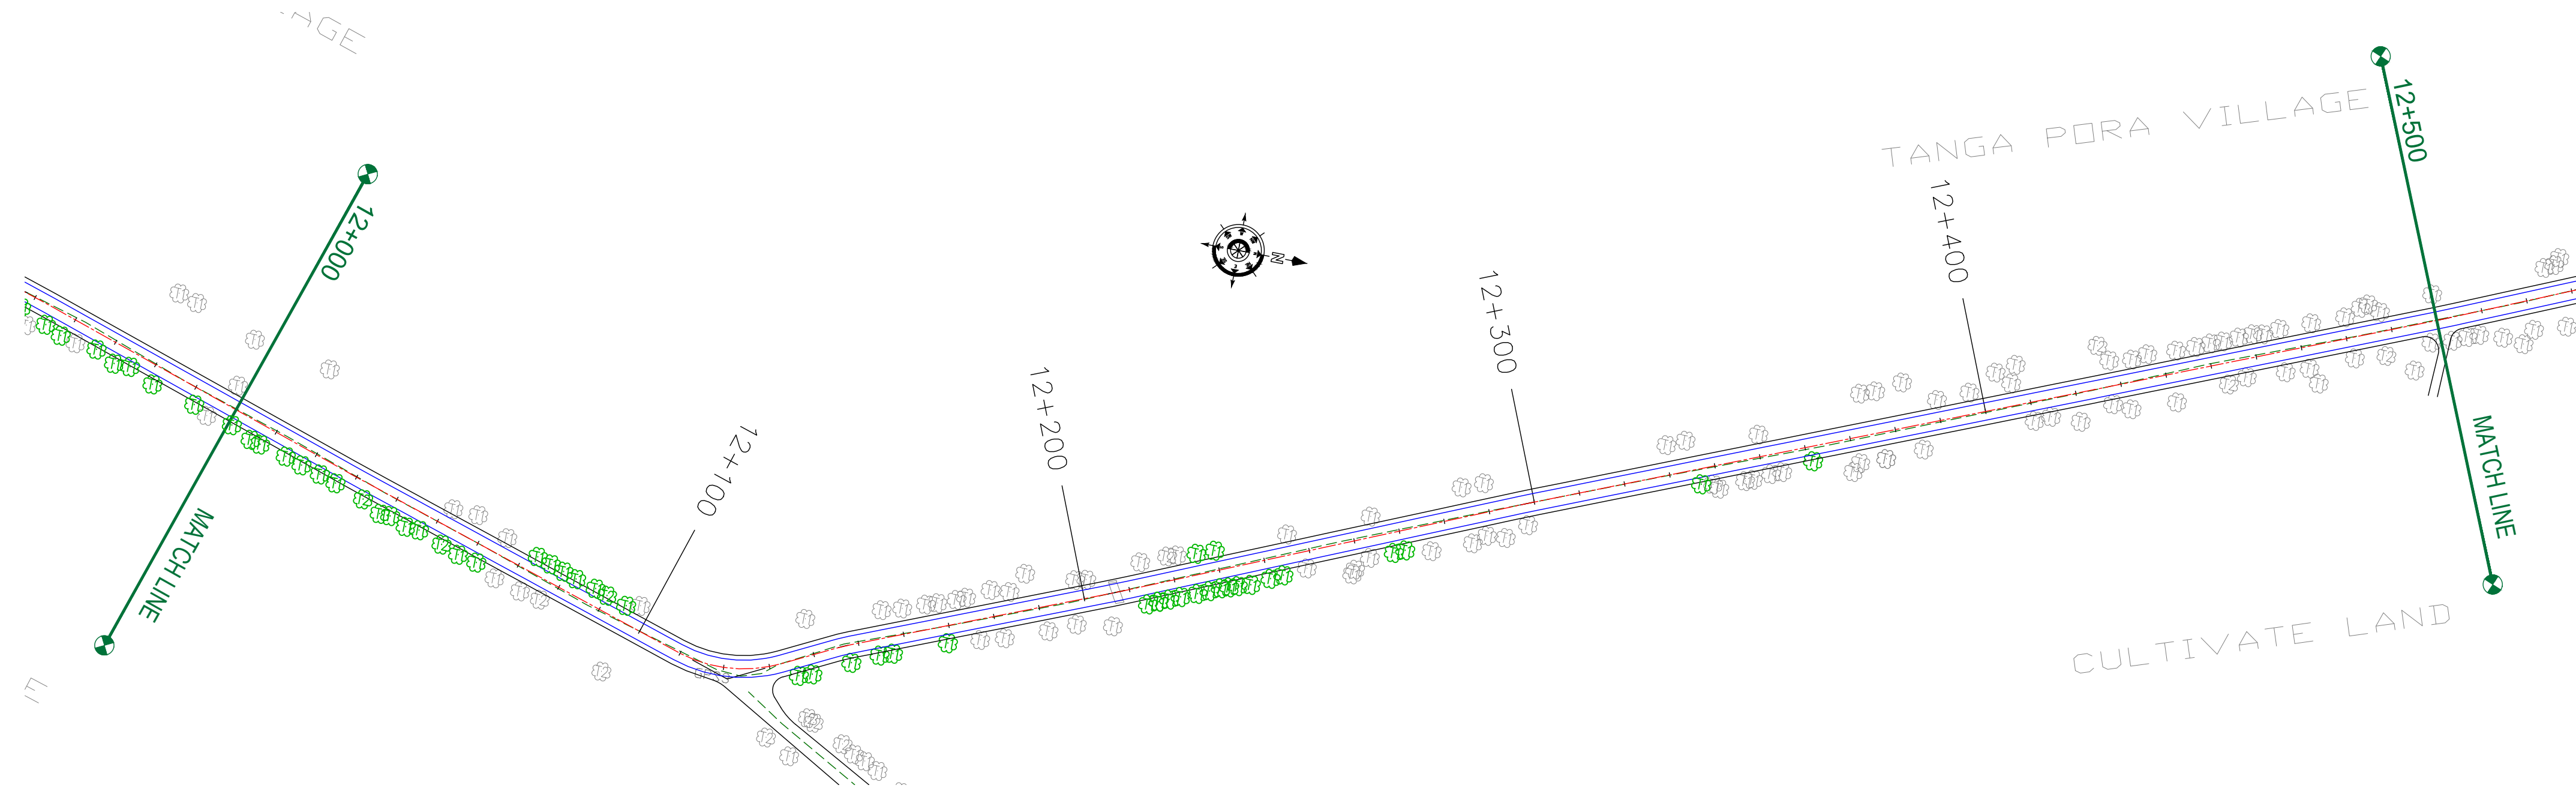 AGE
12+000
MATCH LINE
12+100
12+200
N
12+300
12+400
TANGA PORA VILLAGE
12+500
MATCH LINE
CULTIVATE LAND
E